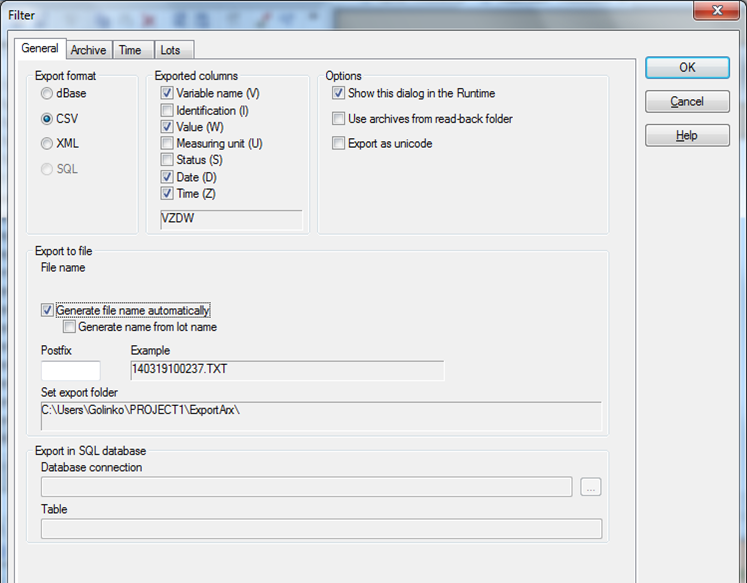 Filter
General Archive Time Lots
Export format
dBase
CSV
XML
SQL
Exported columns
Variable name (V)
Identification (I)
Value (W)
Measuring unit (U)
Status (S)
Date (D)
Time (Z)
VZDW
Options
Show this dialog in the Runtime
Use archives from read-back folder
Export as unicode
OK
Cancel
Help
Export to file
File name
Generate file name automatically
Generate name from lot name
Postfix
Example
140319100237.TXT
Set export folder
C:\Users\Golinko\PROJECT1\ExportArx\
Export in SQL database
Database connection
...
Table